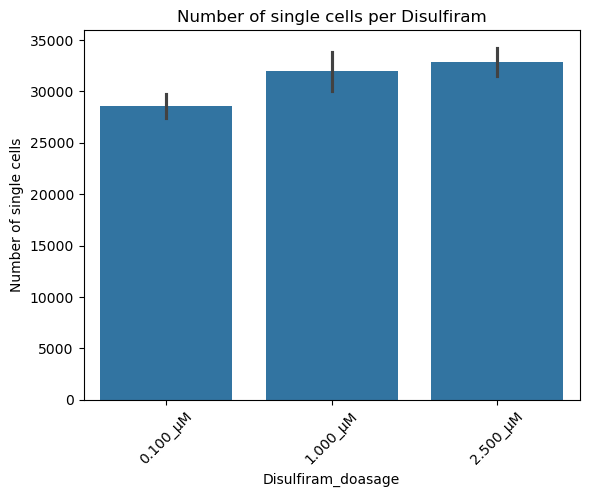 Number of single cells per Disulfiram
35000
30000
25000
20000
15000
10000
5000
0
Number of single cells
0.100_μM
1.000_μM
2.500_μM
Disulfiram_doasage